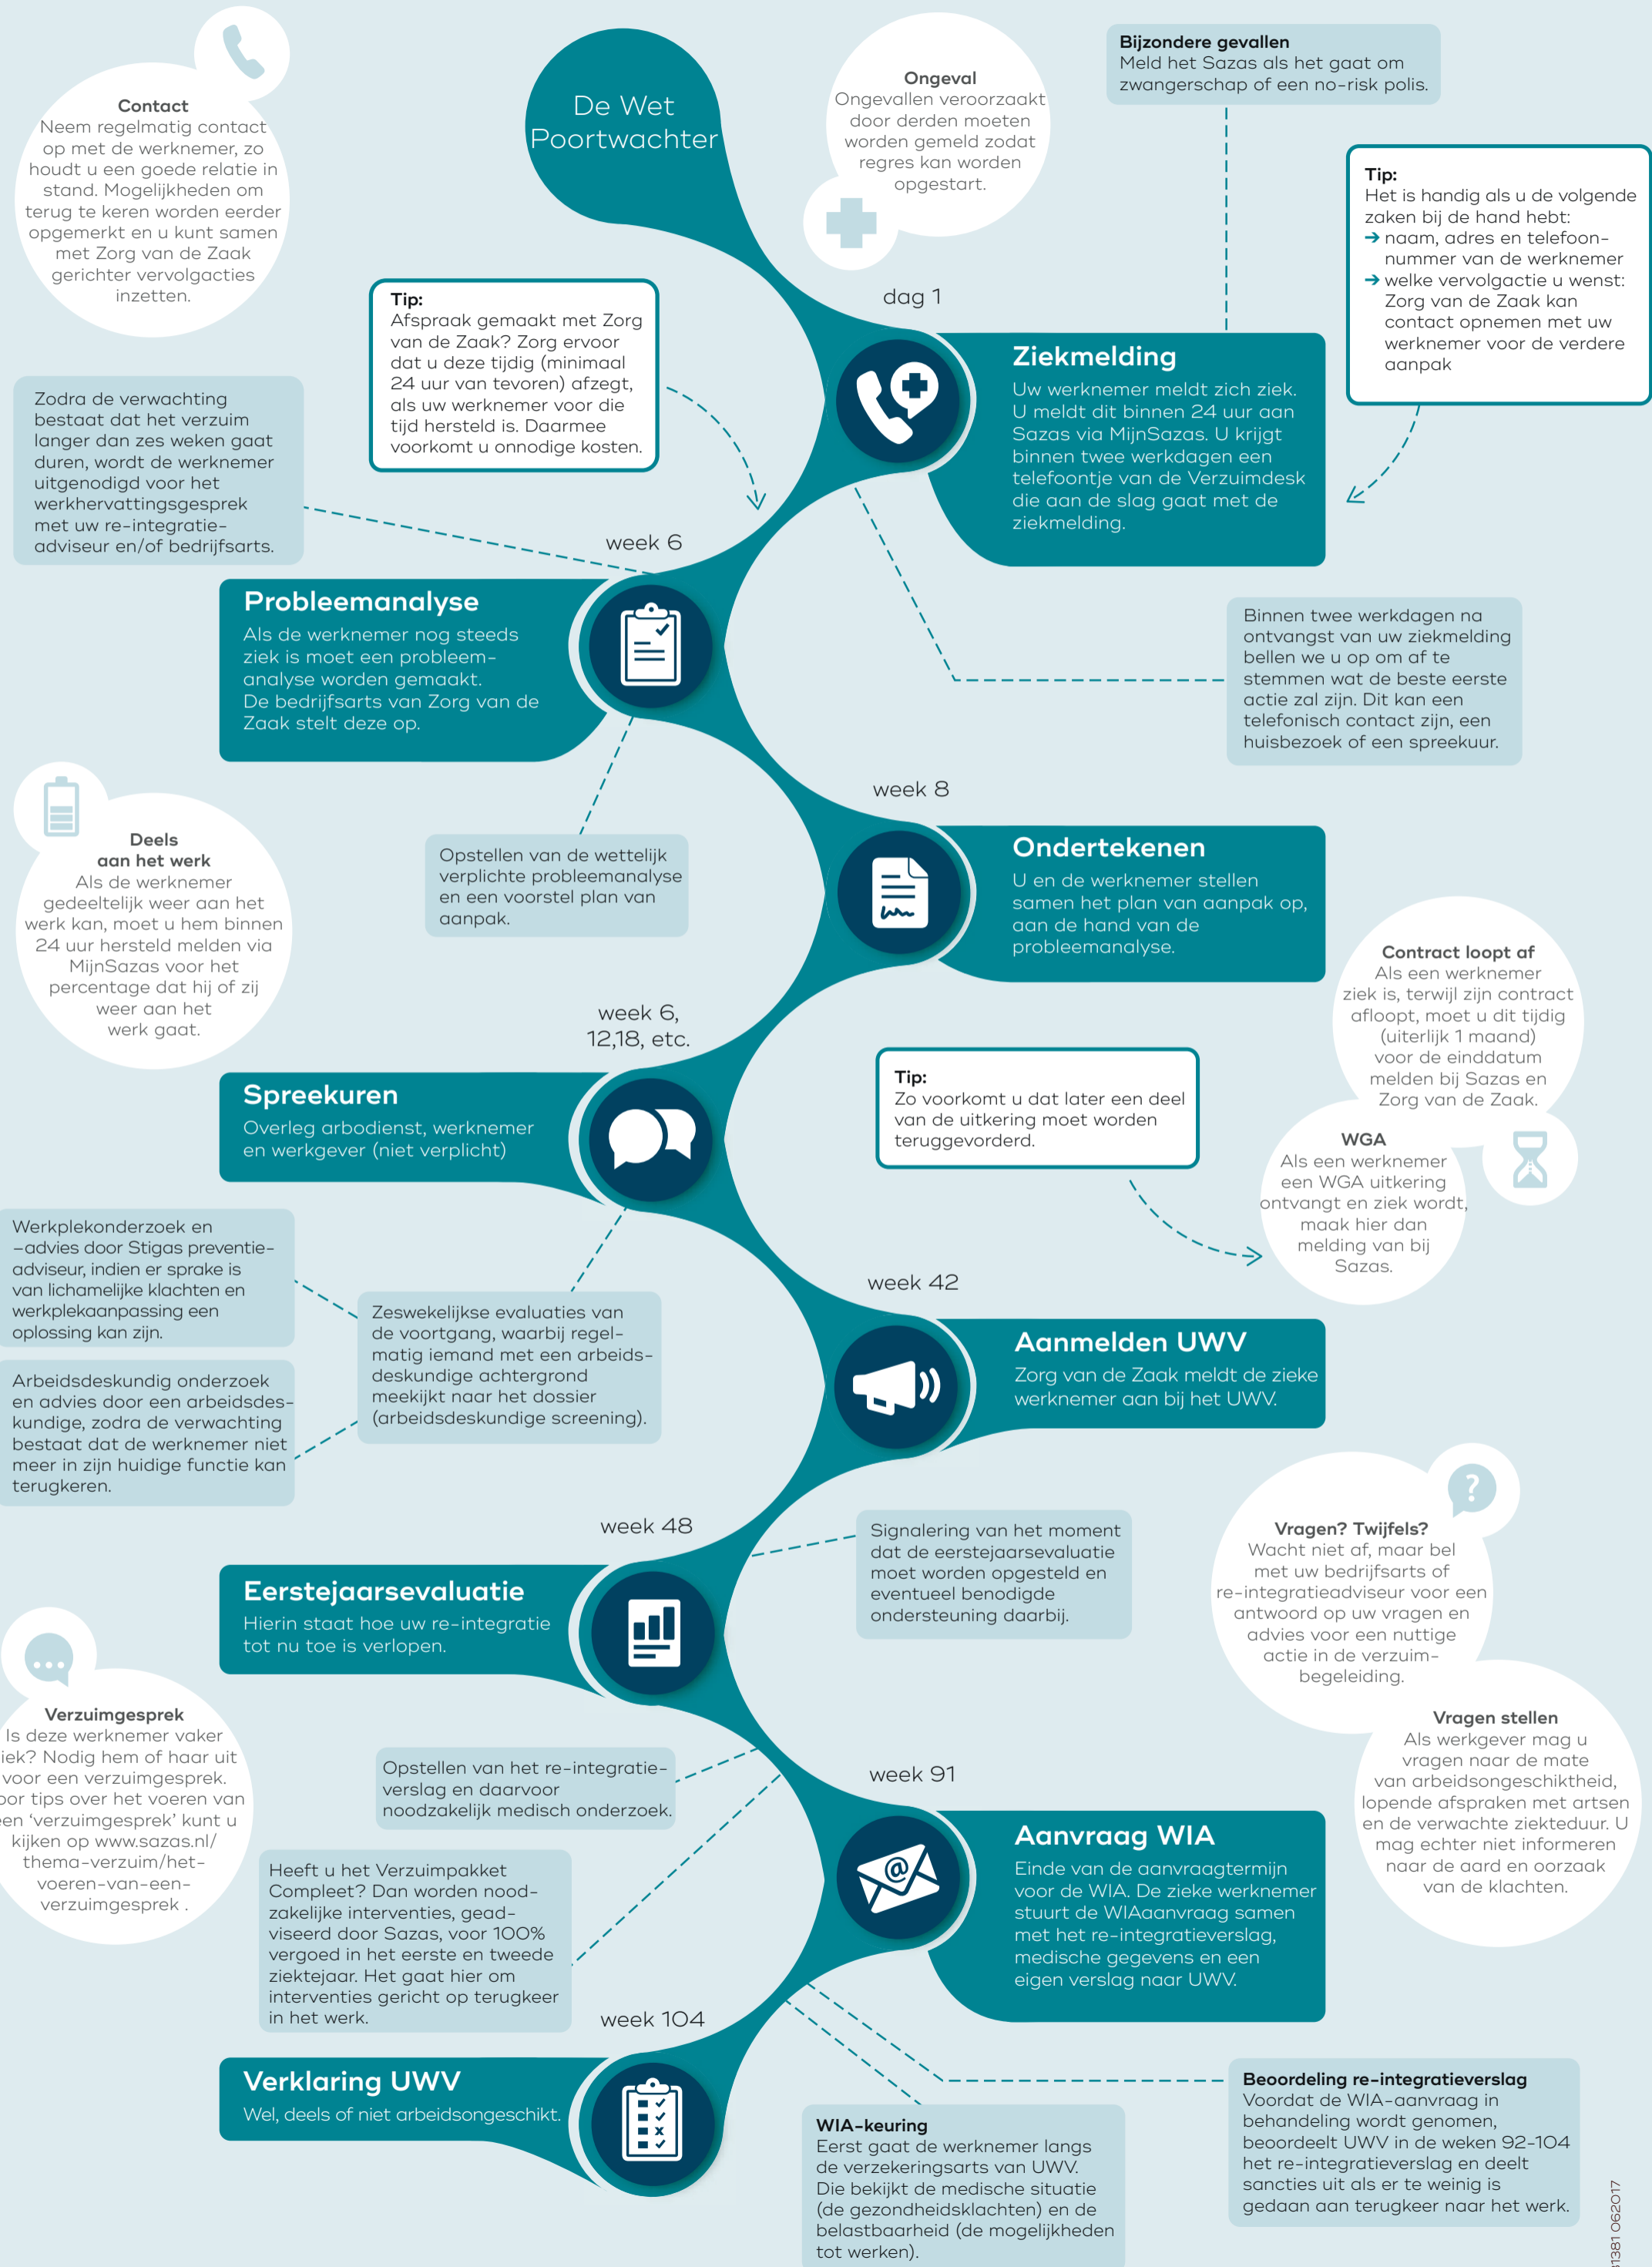 De Wet
Poortwachter
Contact
Neem regelmatig contact
op met de werknemer, zo
houdt u een goede relatie in
stand. Mogelijkheden om
terug te keren worden eerder
opgemerkt en u kunt samen
met Zorg van de Zaak
gerichter vervolgacties
inzetten.
Ongeval
Ongevallen veroorzaakt
door derden moeten
worden gemeld zodat
regres kan worden
opgestart.
Bijzondere gevallen
Meld het Sazas als het gaat om
zwangerschap of een no-risk polis.
Tip:
Het is handig als u de volgende
zaken bij de hand hebt:
➔ naam, adres en telefoon-
nummer van de werknemer
➔ welke vervolgactie u wenst:
Zorg van de Zaak kan
contact opnemen met uw
werknemer voor de verdere
aanpak
Tip:
Afspraak gemaakt met Zorg
van de Zaak? Zorg ervoor
dat u deze tijdig (minimaal
24 uur van tevoren) afzegt,
als uw werknemer voor die
tijd hersteld is. Daarmee
voorkomt u onnodige kosten.
dag 1
Ziekmelding
Uw werknemer meldt zich ziek.
U meldt dit binnen 24 uur aan
Sazas via MijnSazas. U krijgt
binnen twee werkdagen een
telefoontje van de Verzuimdesk
die aan de slag gaat met de
ziekmelding.
Zodra de verwachting
bestaat dat het verzuim
langer dan zes weken gaat
duren, wordt de werknemer
uitgenodigd voor het
werkhervattingsgesprek
met uw re-integratie-
adviseur en/of bedrijfsarts.
week 6
Probleemanalyse
Als de werknemer nog steeds
ziek is moet een probleem-
analyse worden gemaakt.
De bedrijfsarts van Zorg van de
Zaak stelt deze op.
Binnen twee werkdagen na
ontvangst van uw ziekmelding
bellen we u op om af te
stemmen wat de beste eerste
actie zal zijn. Dit kan een
telefonisch contact zijn, een
huisbezoek of een spreekuur.
Deels
aan het werk
Als de werknemer
gedeeltelijk weer aan het
werk kan, moet u hem binnen
24 uur hersteld melden via
MijnSazas voor het
percentage dat hij of zij
weer aan het
werk gaat.
Opstellen van de wettelijk
verplichte probleemanalyse
en een voorstel plan van
aanpak.
week 8
Ondertekenen
U en de werknemer stellen
samen het plan van aanpak op,
aan de hand van de
probleemanalyse.
Contract loopt af
Als een werknemer
ziek is, terwijl zijn contract
afloopt, moet u dit tijdig
(uiterlijk 1 maand)
voor de einddatum
melden bij Sazas en
Zorg van de Zaak.
week 6,
12,18, etc.
Spreekuren
Overleg arbodienst, werknemer
en werkgever (niet verplicht)
Tip:
Zo voorkomt u dat later een deel
van de uitkering moet worden
teruggevorderd.
WGA
Als een werknemer
een WGA uitkering
ontvangt en ziek wordt,
maak hier dan
melding van bij
Sazas.
Werkplekonderzoek en
–advies door Stigas preventie-
adviseur, indien er sprake is
van lichamelijke klachten en
werkplekaanpassing een
oplossing kan zijn.
Arbeidsdeskundig onderzoek
en advies door een arbeidsdes-
kundige, zodra de verwachting
bestaat dat de werknemer niet
meer in zijn huidige functie kan
terugkeren.
Zeswekelijkse evaluaties van
de voortgang, waarbij regel-
matig iemand met een arbeids-
deskundige achtergrond
meekijkt naar het dossier
(arbeidsdeskundige screening).
week 42
Aanmelden UWV
Zorg van de Zaak meldt de zieke
werknemer aan bij het UWV.
week 48
Eerstejaarsevaluatie
Hierin staat hoe uw re-integratie
tot nu toe is verlopen.
Signalering van het moment
dat de eerstejaarsevaluatie
moet worden opgesteld en
eventueel benodigde
ondersteuning daarbij.
?
Vragen? Twijfels?
Wacht niet af, maar bel
met uw bedrijfsarts of
re-integratieadviseur voor een
antwoord op uw vragen en
advies voor een nuttige
actie in de verzuim-
begeleiding.
Verzuimgesprek
Is deze werknemer vaker
iek? Nodig hem of haar uit
voor een verzuimgesprek.
oor tips over het voeren van
een ‘verzuimgesprek’ kunt u
kijken op www.sazas.nl/
thema-verzuim/het-
voeren-van-een-
verzuimgesprek .
Vragen stellen
Als werkgever mag u
vragen naar de mate
van arbeidsongeschiktheid,
lopende afspraken met artsen
en de verwachte ziekteduur. U
mag echter niet informeren
naar de aard en oorzaak
van de klachten.
Opstellen van het re-integratie-
verslag en daarvoor
noodzakelijk medisch onderzoek.
Heeft u het Verzuimpakket
Compleet? Dan worden nood-
zakelijke interventies, gead-
viseerd door Sazas, voor 100%
vergoed in het eerste en tweede
ziektejaar. Het gaat hier om
interventies gericht op terugkeer
in het werk.
week 91
@
Aanvraag WIA
Einde van de aanvraagtermijn
voor de WIA. De zieke werknemer
stuurt de WIAaanvraag samen
met het re-integratieverslag,
medische gegevens en een
eigen verslag naar UWV.
week 104
Verklaring UWV
Wel, deels of niet arbeidsongeschikt.
WIA-keuring
Eerst gaat de werknemer langs
de verzekeringsarts van UWV.
Die bekijkt de medische situatie
(de gezondheidsklachten) en de
belastbaarheid (de mogelijkheden
tot werken).
Beoordeling re-integratieverslag
Voordat de WIA-aanvraag in
behandeling wordt genomen,
beoordeelt UWV in de weken 92-104
het re-integratieverslag en deelt
sancties uit als er te weinig is
gedaan aan terugkeer naar het werk.
31381 062017